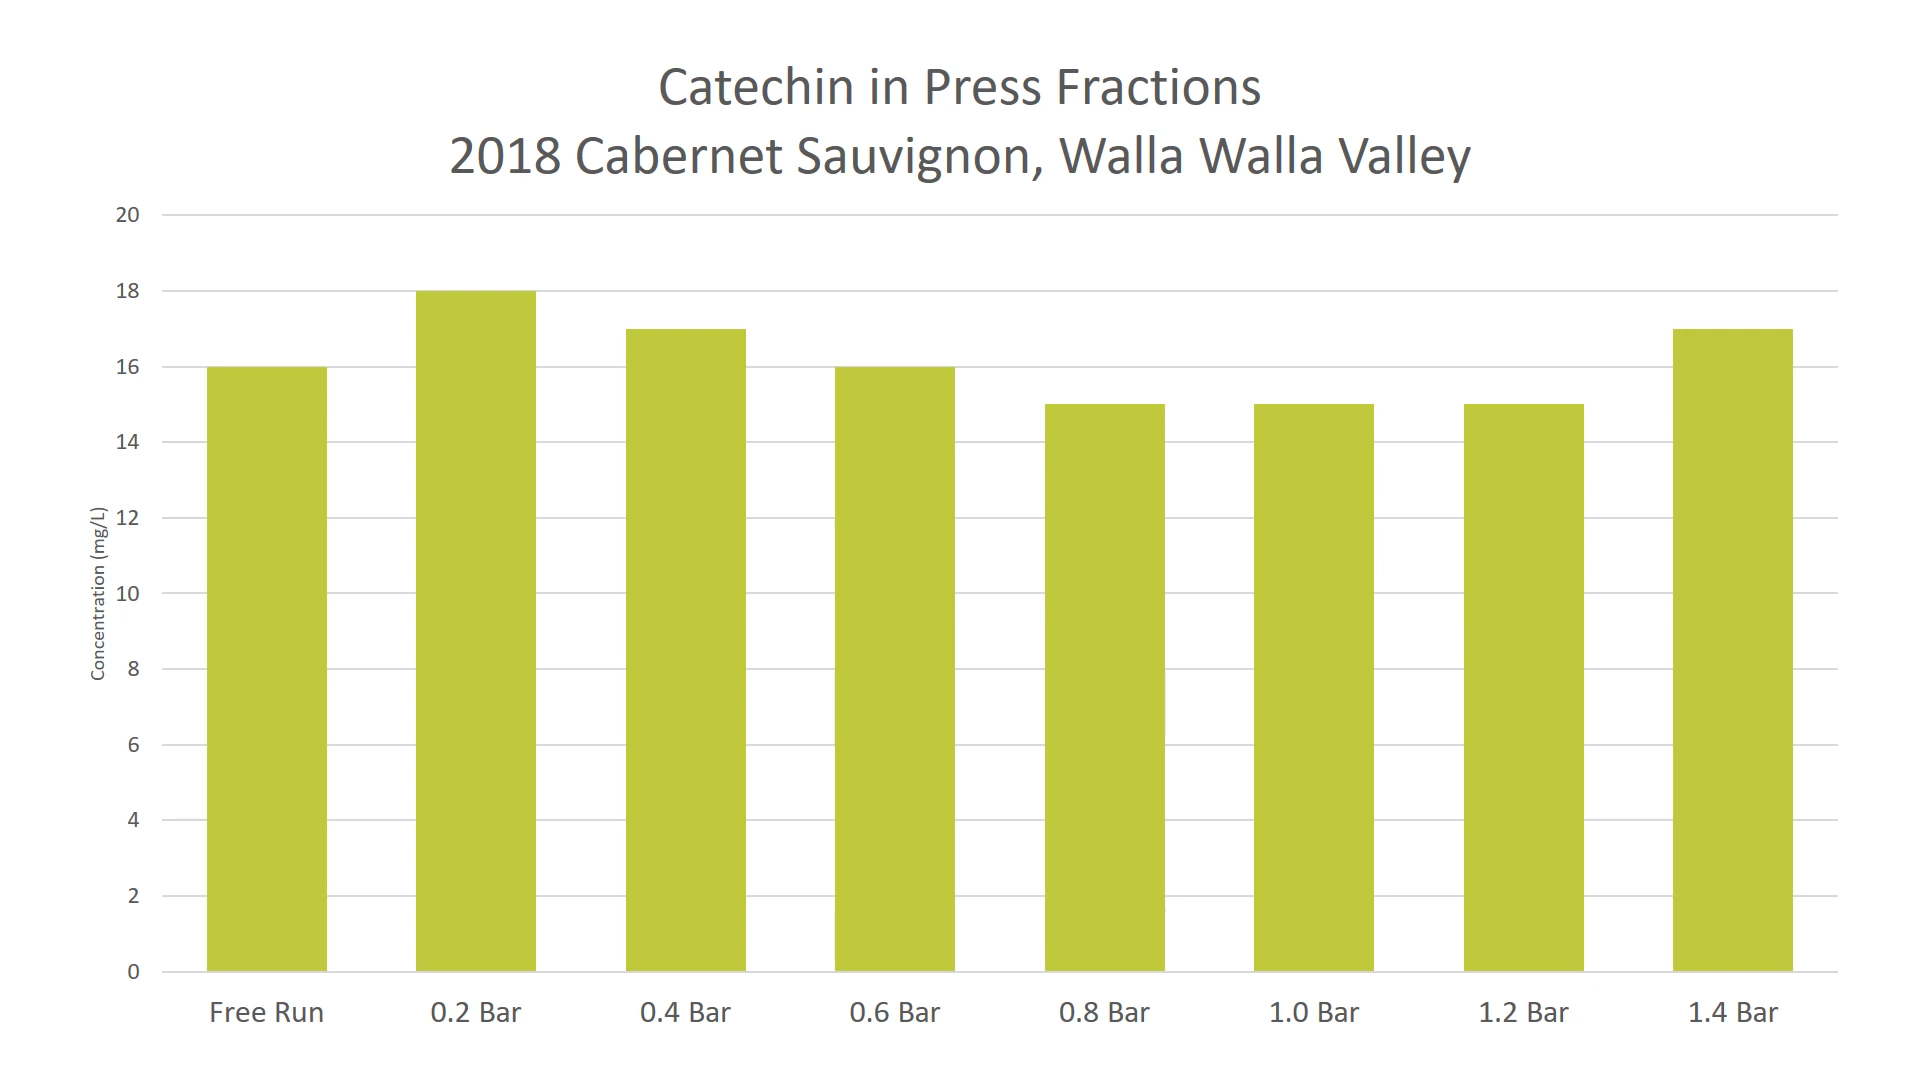 Catechin in Press Fractions
2018 Cabernet Sauvignon, Walla Walla Valley
Concentration (mg/L)
20
18
16
14
12
10
8
6
4
2
0
Free Run 0.2 Bar 0.4 Bar 0.6 Bar 0.8 Bar 1.0 Bar 1.2 Bar 1.4 Bar